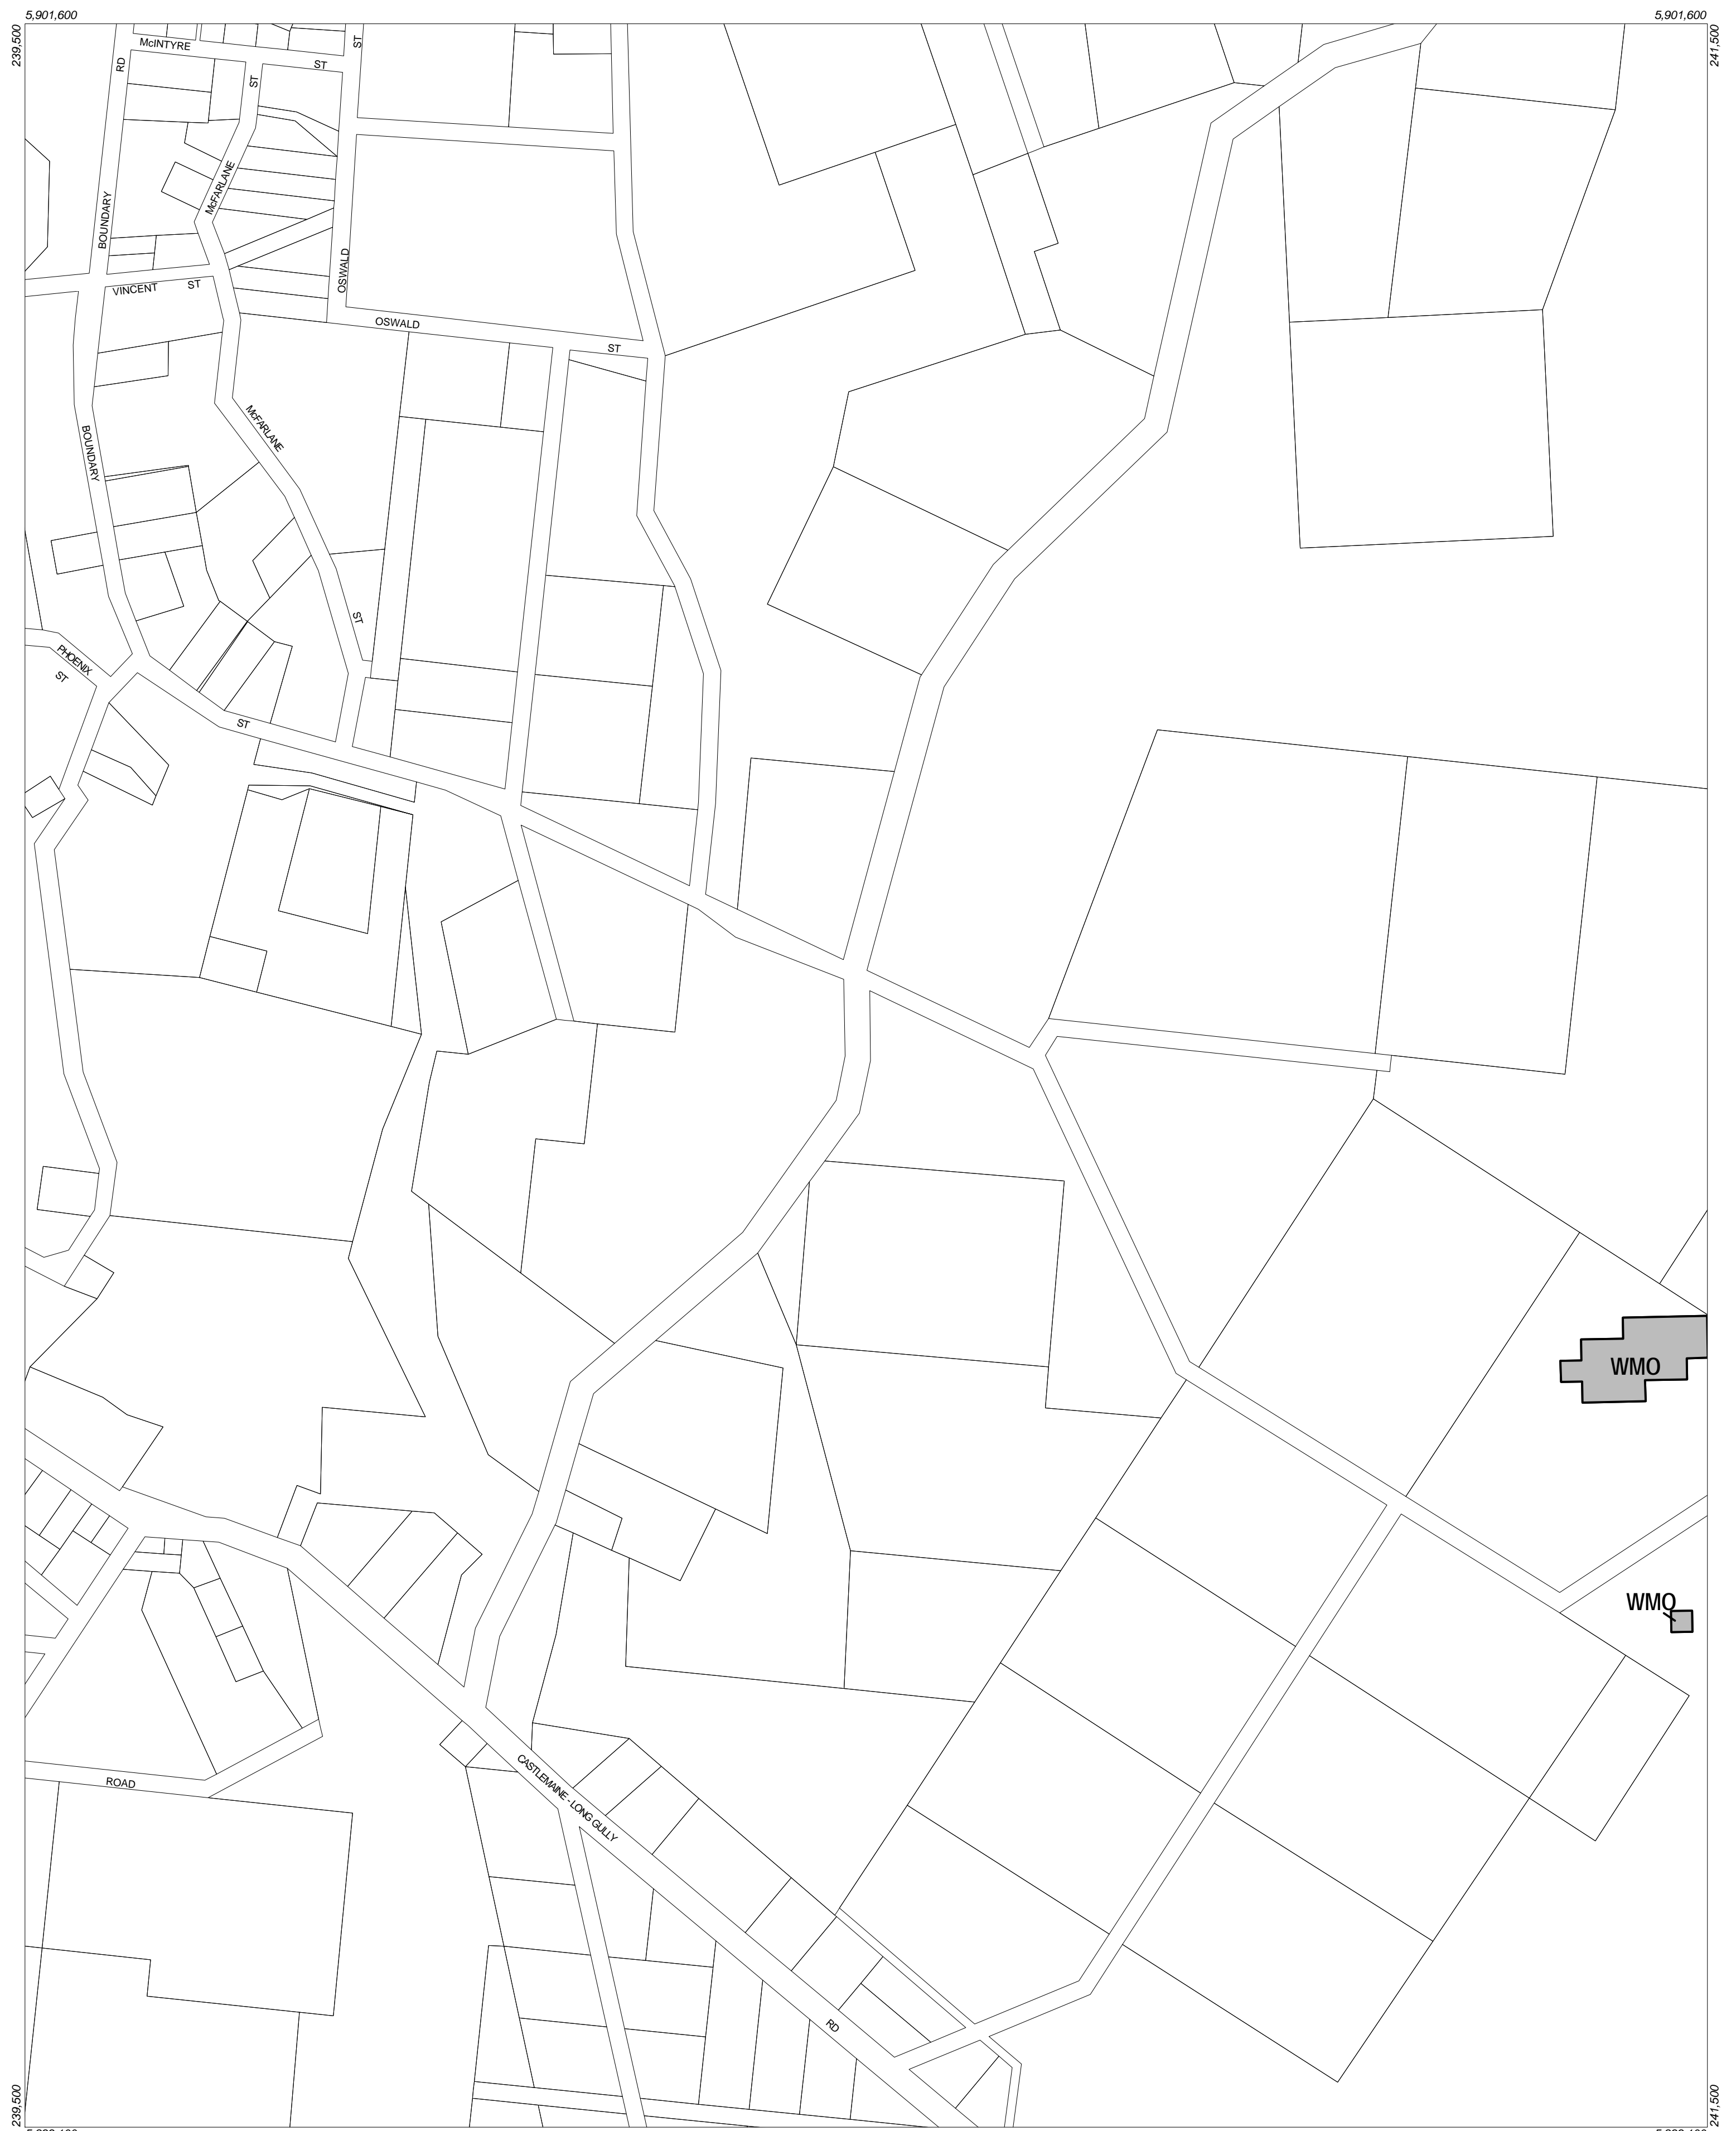 5,901,600
5,901,600
239,500
241,500
McINTYRE
ST
ST
RD
ST
BOUNDARY
McFARLANE
OSWALD
VINCENT
ST
OSWALD
ST
McFARLANE
BOUNDARY
ST
PHOENIX
ST
ST
WMO
WMO
ROAD
CASTLEMAINE - LONG GULLY
RD
239,500
241,500